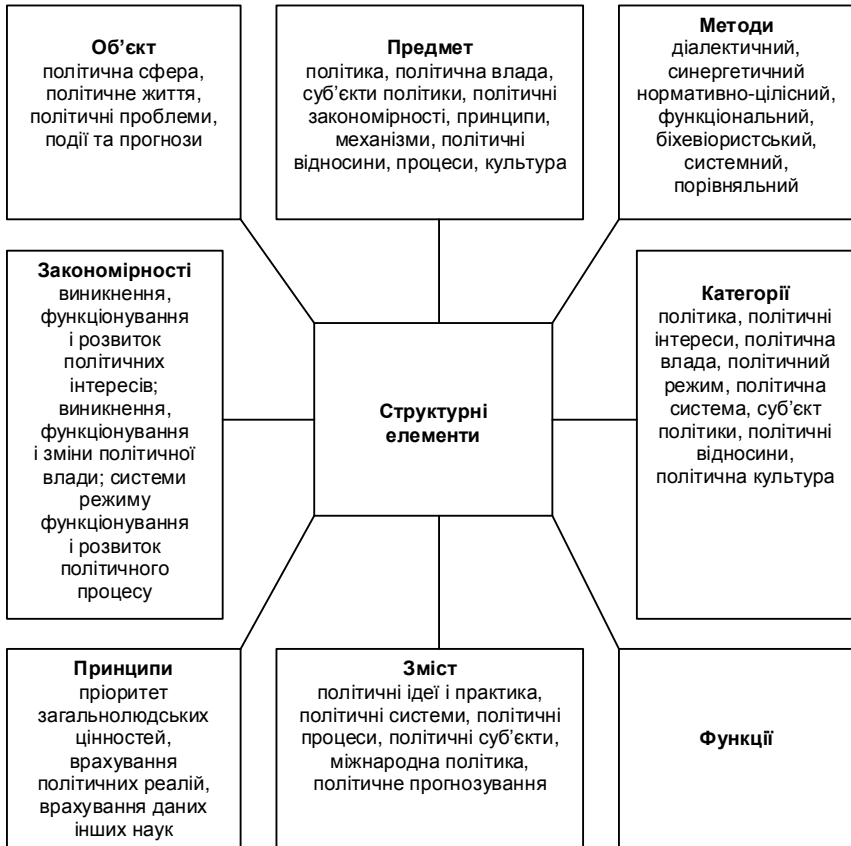 Об’єкт
політична сфера,
політичне життя,
політичні проблеми,
події та прогнози
Предмет
політика, політична влада,
суб’єкти політики, політичні
закономірності, принципи,
механізми, політичні
відносини, процеси, культура
Методи
діалектичний,
синергетичний
нормативно-цілісний,
функціональний,
біхевіористський,
системний,
порівняльний
Закономірності
виникнення,
функціонування
і розвиток
політичних
інтересів;
виникнення,
функціонування
і зміни політичної
влади; системи
режиму
функціонування
і розвиток
політичного
процесу
Структурні
елементи
Категорії
політика, політичні
інтереси, політична
влада, політичний
режим, політична
система, суб’єкт
політики, політичні
відносини,
політична культура
Принципи
пріоритет
загальнолюдських
цінностей,
врахування
політичних реалій,
врахування даних
інших наук
Зміст
політичні ідеї і практика,
політичні системи, політичні
процеси, політичні суб’єкти,
міжнародна політика,
політичне прогнозування
Функції